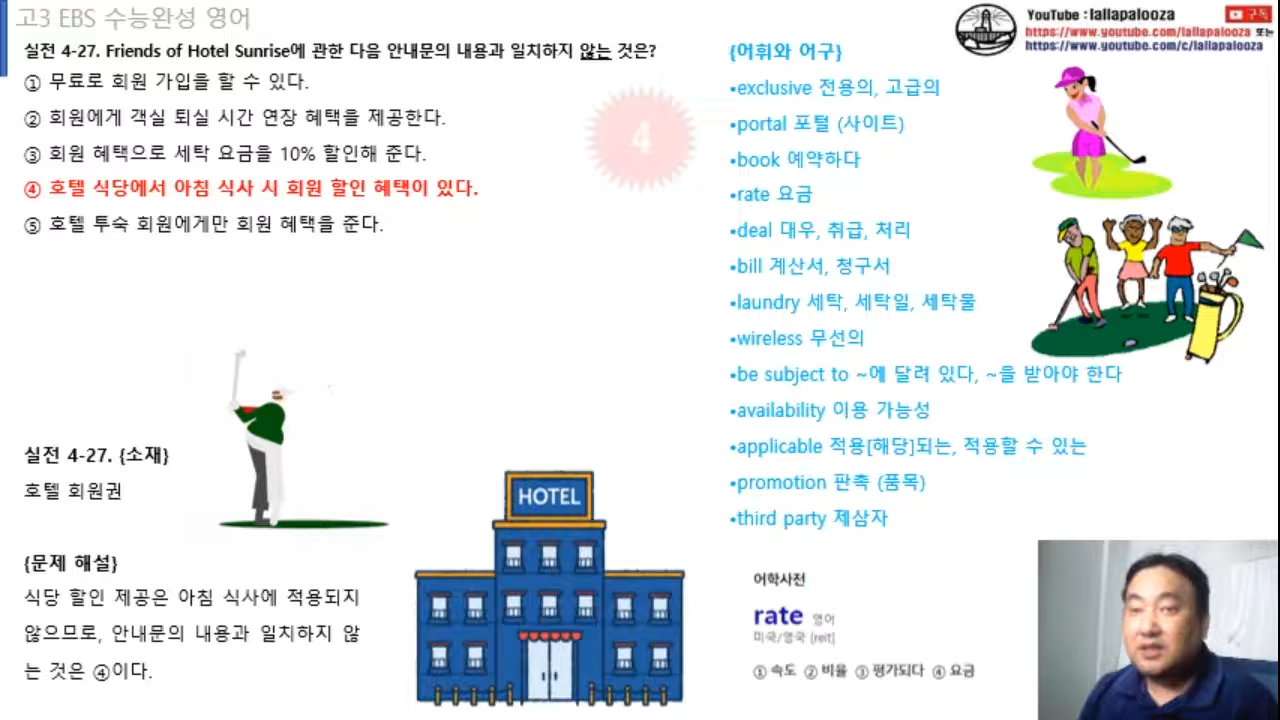 고3 EBS 수능완성 영어
YouTube : lallapalooza
구독
https://www.youtube.com/lallapalooza 또는
https://www.youtube.com/c/lallapalooza
실전 4-27. Friends of Hotel Sunrise에 관한 다음 안내문의 내용과 일치하지 않는 것은?
① 무료로 회원 가입을 할 수 있다.
② 회원에게 객실 퇴실 시간 연장 혜택을 제공한다.
③ 회원 혜택으로 세탁 요금을 10% 할인해 준다.
④ 호텔 식당에서 아침 식사 시 회원 할인 혜택이 있다.
⑤ 호텔 투숙 회원에게만 회원 혜택을 준다.
4
실전 4-27. {소재}
호텔 회원권
{문제 해설}
식당 할인 제공은 아침 식사에 적용되지
않으므로, 안내문의 내용과 일치하지 않
는 것은 ④이다.
HOTEL
{어휘와 어구}
•exclusive 전용의, 고급의
•portal 포털 (사이트)
•book 예약하다
•rate 요금
•deal 대우, 취급, 처리
•bill 계산서, 청구서
•laundry 세탁, 세탁일, 세탁물
•wireless 무선의
•be subject to ~에 달려 있다, ~을 받아야 한다
•availability 이용 가능성
•applicable 적용[해당]되는, 적용할 수 있는
•promotion 판촉 (품목)
•third party 제삼자
어학사전
rate 영어
미국/영국 [reit]
① 속도 ② 비율 ③ 평가되다 ④ 요금